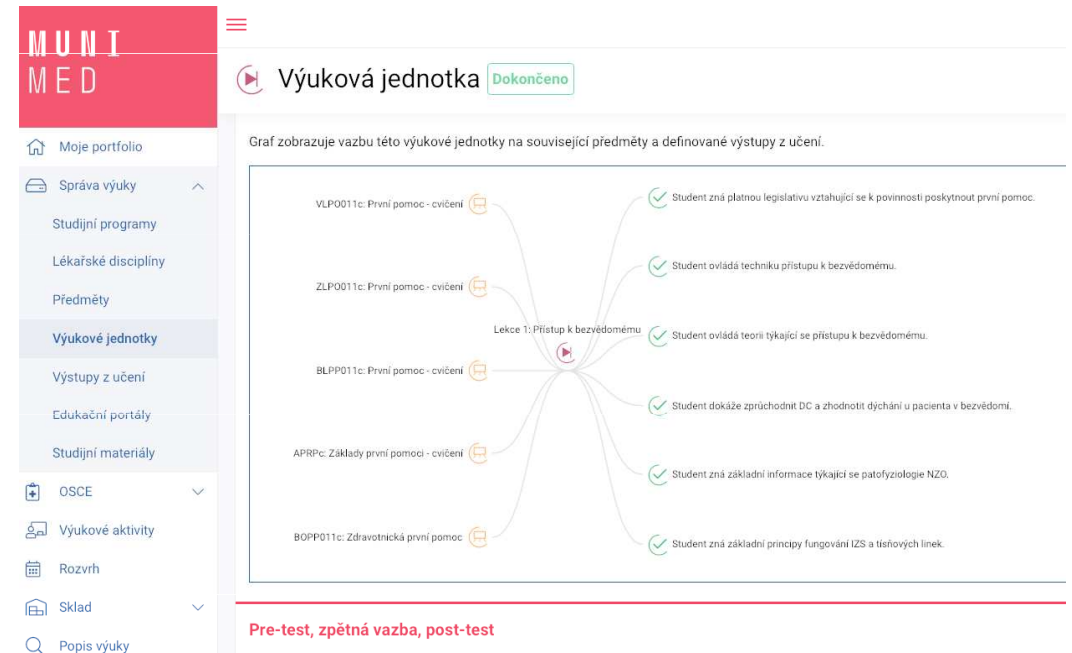 MUNI
MED
Výuková jednotka Dokončeno
Moje portfolio
Správa výuky
Studijní programy
Lékařské disciplíny
Předměty
Výukové jednotky
Výstupy z učení
Edukační portály
Studijní materiály
OSCE
Výukové aktivity
Rozvrh
Sklad
Popis výuky
Graf zobrazuje vazbu této výukové jednotky na související předměty a definované výstupy z učení.
VLPO011c: První pomoc - cvičení
ZLPO011c: První pomoc - cvičení
BLPP011c: První pomoc - cvičení
APRPc: Základy první pomoci - cvičení
BOPP011c: Zdravotnická první pomoc
Lekce 1: Přístup k bezvědomému
Student zná platnou legislativu vztahující se k povinnosti poskytnout první pomoc.
Student ovládá techniku přístupu k bezvědomému.
Student ovládá teorii týkající se přístupu k bezvědomému.
Student dokáže zprůchodnit DC a zhodnotit dýchání u pacienta v bezvědomí.
Student zná základní informace týkající se patofyziologie NZO.
Student zná základní principy fungování IZS a tísňových linek.
Pre-test, zpětná vazba, post-test